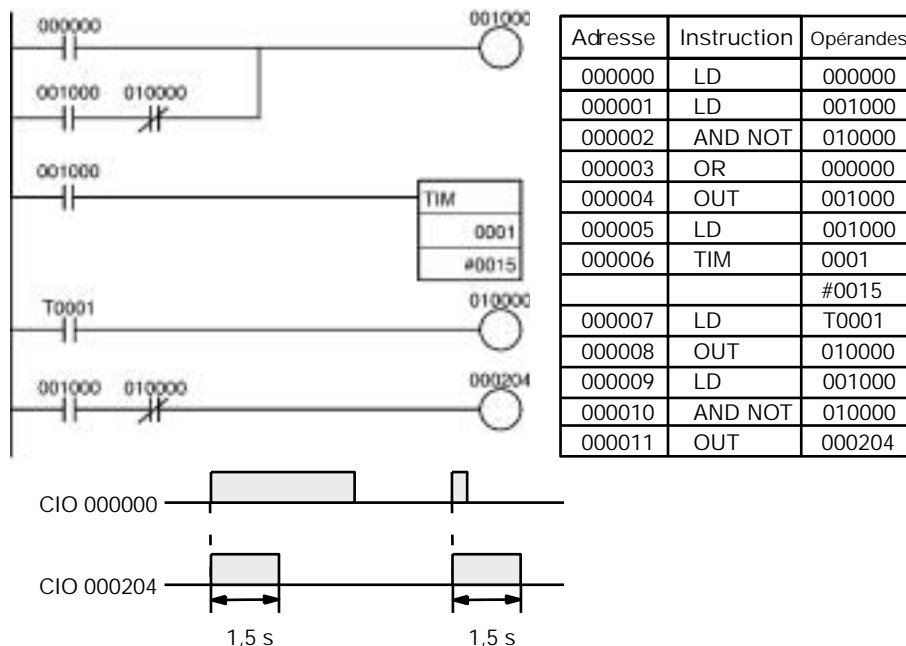 000000
001000
001000 010000
001000
TIM
0001
#0015
T0001
010000
001000 010000
000204
Adresse Instruction Opérandes
000000 LD 000000
000001 LD 001000
000002 AND NOT 010000
000003 OR 000000
000004 OUT 001000
000005 LD 001000
000006 TIM 0001
#0015
000007 LD T0001
000008 OUT 010000
000009 LD 001000
000010 AND NOT 010000
000011 OUT 000204
CIO 000000
CIO 000204
1,5 s 1,5 s